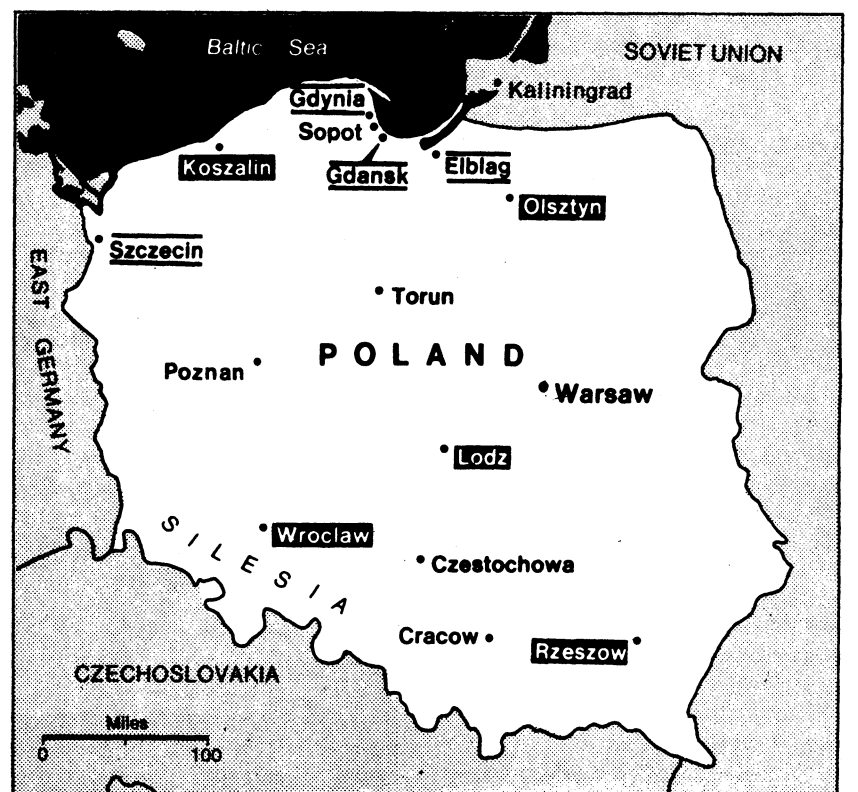 Baltic Sea
SOVIET UNION
Kaliningrad
Gdynia
Sopot
Koszalin
Gdansk
Elblag
Olsztyn
Szczecin
EAST GERMANY
Torun
POLAND
Poznan
Warsaw
Lodz
SILESIA
Wroclaw
Czestochowa
Cracow
Rzeszow
CZECHOSLOVAKIA
Miles
0 100